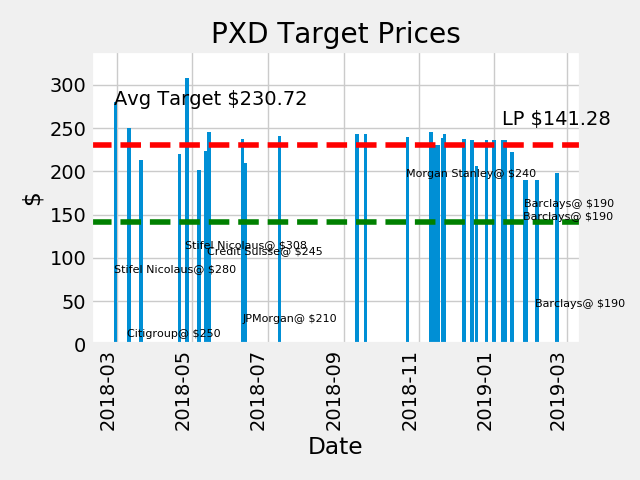 PXD Target Prices
Avg Target $230.72
LP $141.28
Morgan Stanley@ $240
Barclays@ $190
Barclays@ $190
Stifel Nicolaus@ $308
Credit Suisse@ $245
Stifel Nicolaus@ $280
Barclays@ $190
JPMorgan@ $210
Citigroup@ $250
300
250
200
150
100
50
0
$
2018-03
2018-05
2018-07
2018-09
2018-11
2019-01
2019-03
Date